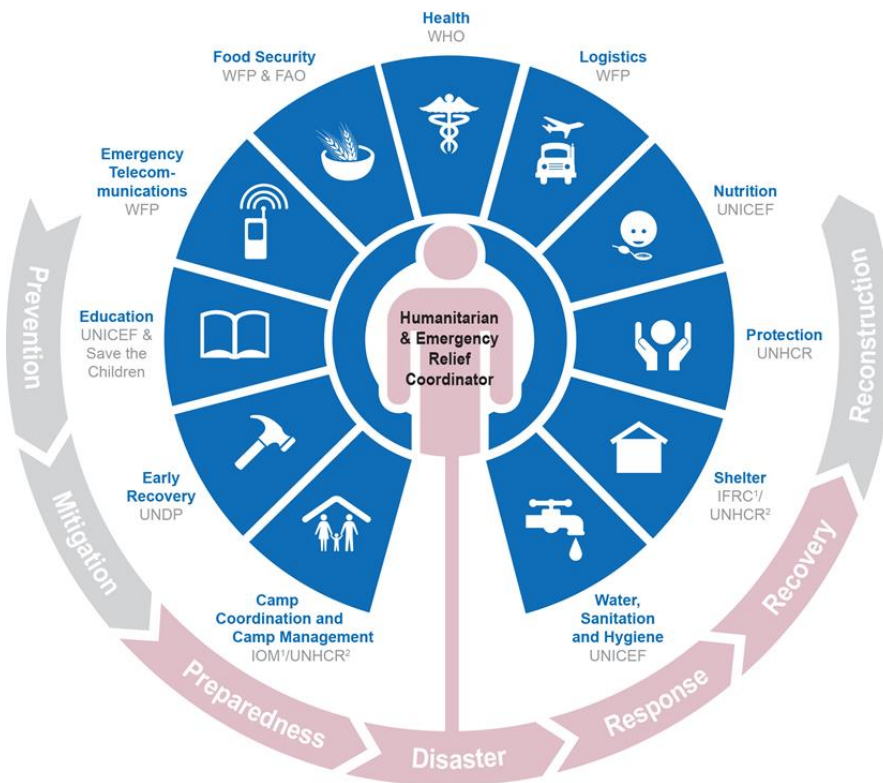 Health
WHO
Food Security
WFP & FAO
Logistics
WFP
Emergency
Telecom-
munications
WFP
Nutrition
UNICEF
Education
UNICEF &
Save the
Children
Humanitarian
& Emergency
Relief
Coordinator
Protection
UNHCR
Early
Recovery
UNDP
Shelter
IFRC¹/
UNHCR²
Camp
Coordination and
Camp Management
IOM¹/UNHCR²
Water,
Sanitation
and Hygiene
UNICEF
Prevention
Mitigation
Preparedness
Disaster
Response
Recovery
Reconstruction